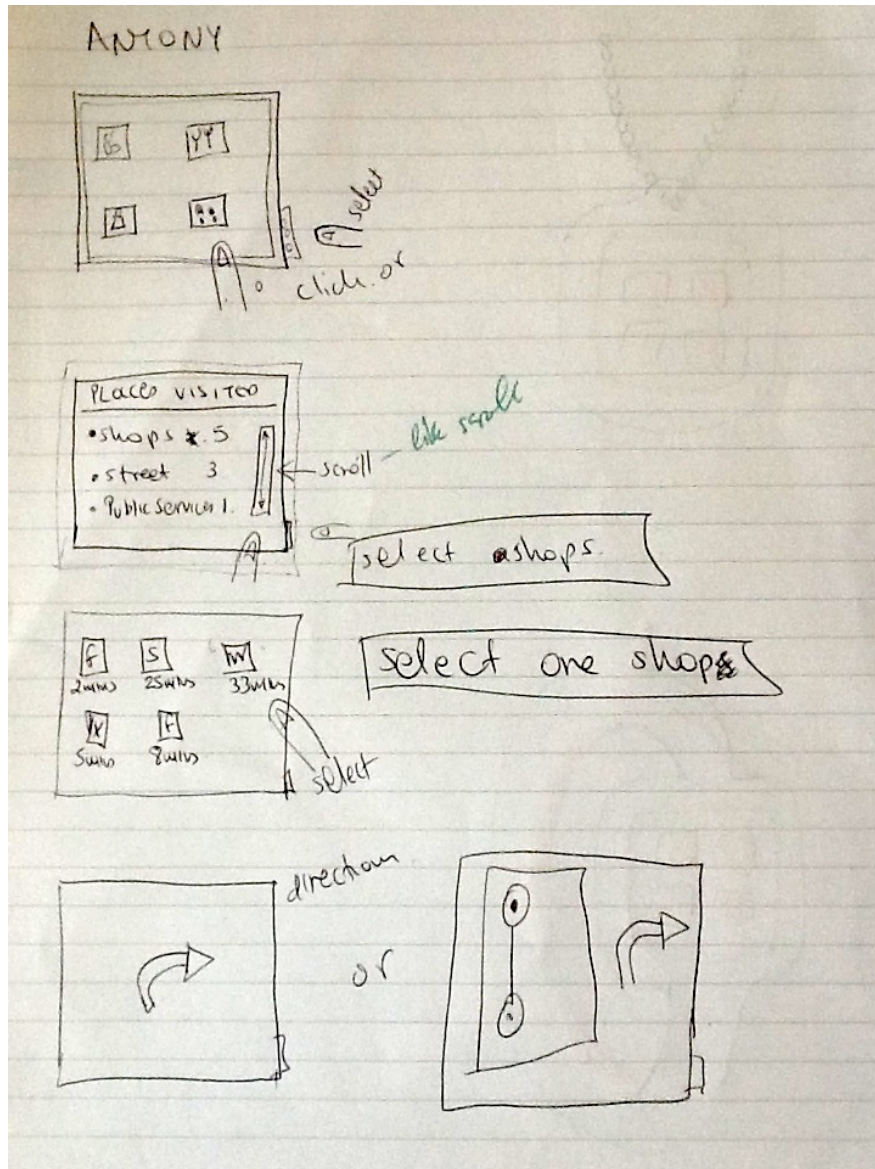 ANTONY
select
click or
PLACES VISITED
• shops 5
• street 3
• Public Services 1.
scroll
like scroll
select shops.
f S W
2mins 25mins 33mins
select one shop
X F
5mins 8mins
select
direction
or